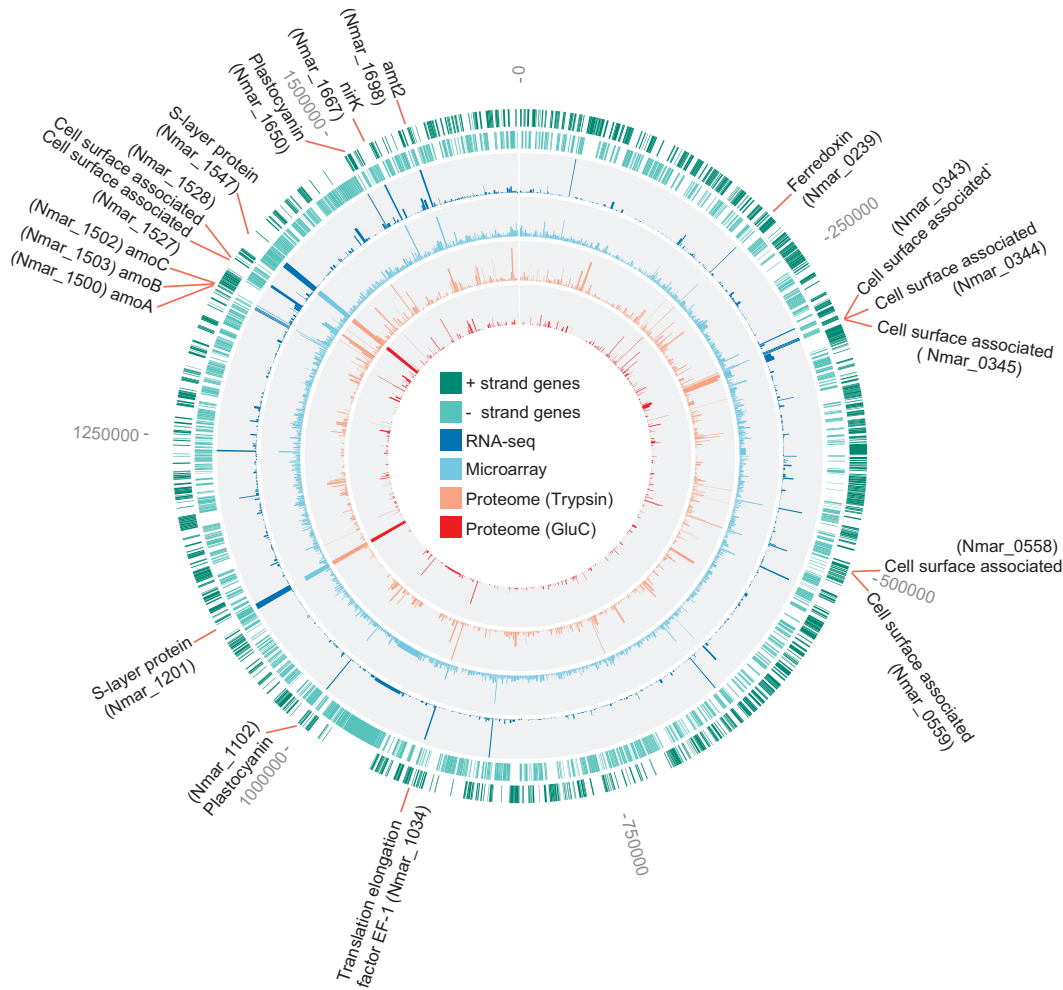 -0
amt2
(Nmar_1698)
nirK
(Nmar_1667)
1500000 -
Plastocyanin
(Nmar_1650)
S-layer protein
(Nmar_1547)
(Nmar_1528)
Cell surface associated
Cell surface associated
(Nmar_1527)
(Nmar_1502) amoC
(Nmar_1503) amoB
(Nmar_1500) amoA
1250000 -
S-layer protein
(Nmar_1201)
(Nmar_1102)
Plastocyanin
1000000-
Translation elongation
factor EF-1 (Nmar_1034)
-750000
Cell surface associated
(Nmar_0559)
(Nmar_0558)
Cell surface associated
-500000
Cell surface associated
( Nmar_0345)
Cell surface associated
(Nmar_0344)
(Nmar_0343)
Cell surface associated`
-250000
Ferredoxin
(Nmar_0239)
+ strand genes
- strand genes
RNA-seq
Microarray
Proteome (Trypsin)
Proteome (GluC)